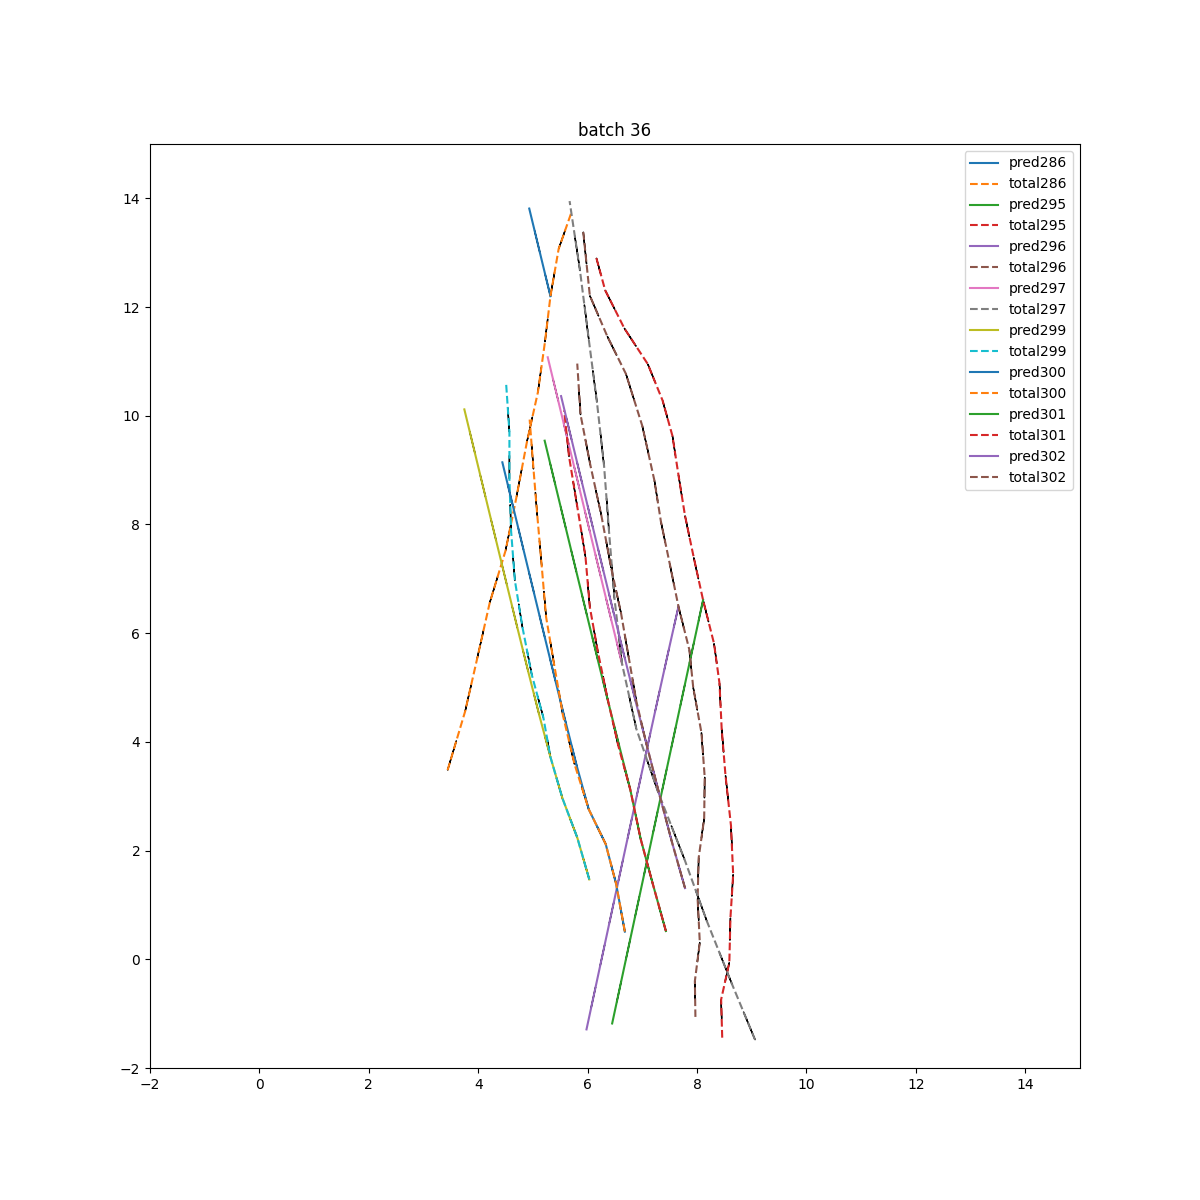 batch 36
pred286
total286
pred295
total295
pred296
total296
pred297
total297
pred299
total299
pred300
total300
pred301
total301
pred302
total302
14
12
10
8
6
4
2
0
−2
−2 0 2 4 6 8 10 12 14